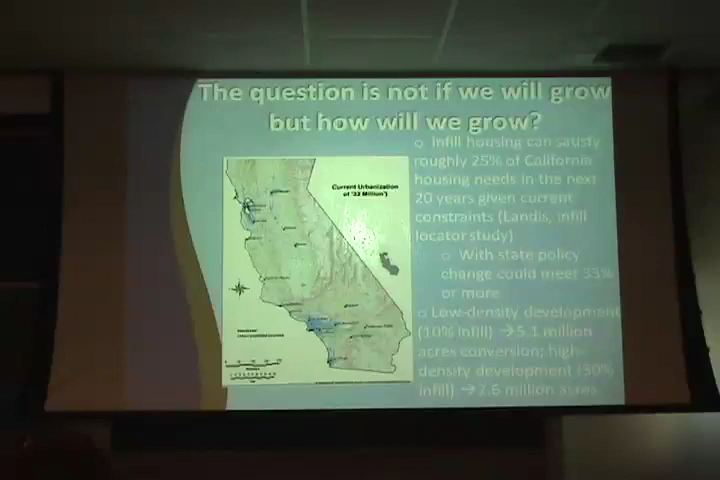 The question is not if we will grow
but how will we grow?
o Infill housing can satisfy
roughly 25% of California
housing needs in the next
20 years given current
constraints (Landis, infill
locator study)
o With state policy
change could meet 33%
or more
o Low-density development
(10% infill) →5.1 million
acres conversion; high-
density development (30%
infill) →2.6 million acres
Current Urbanization
of '32 Million')